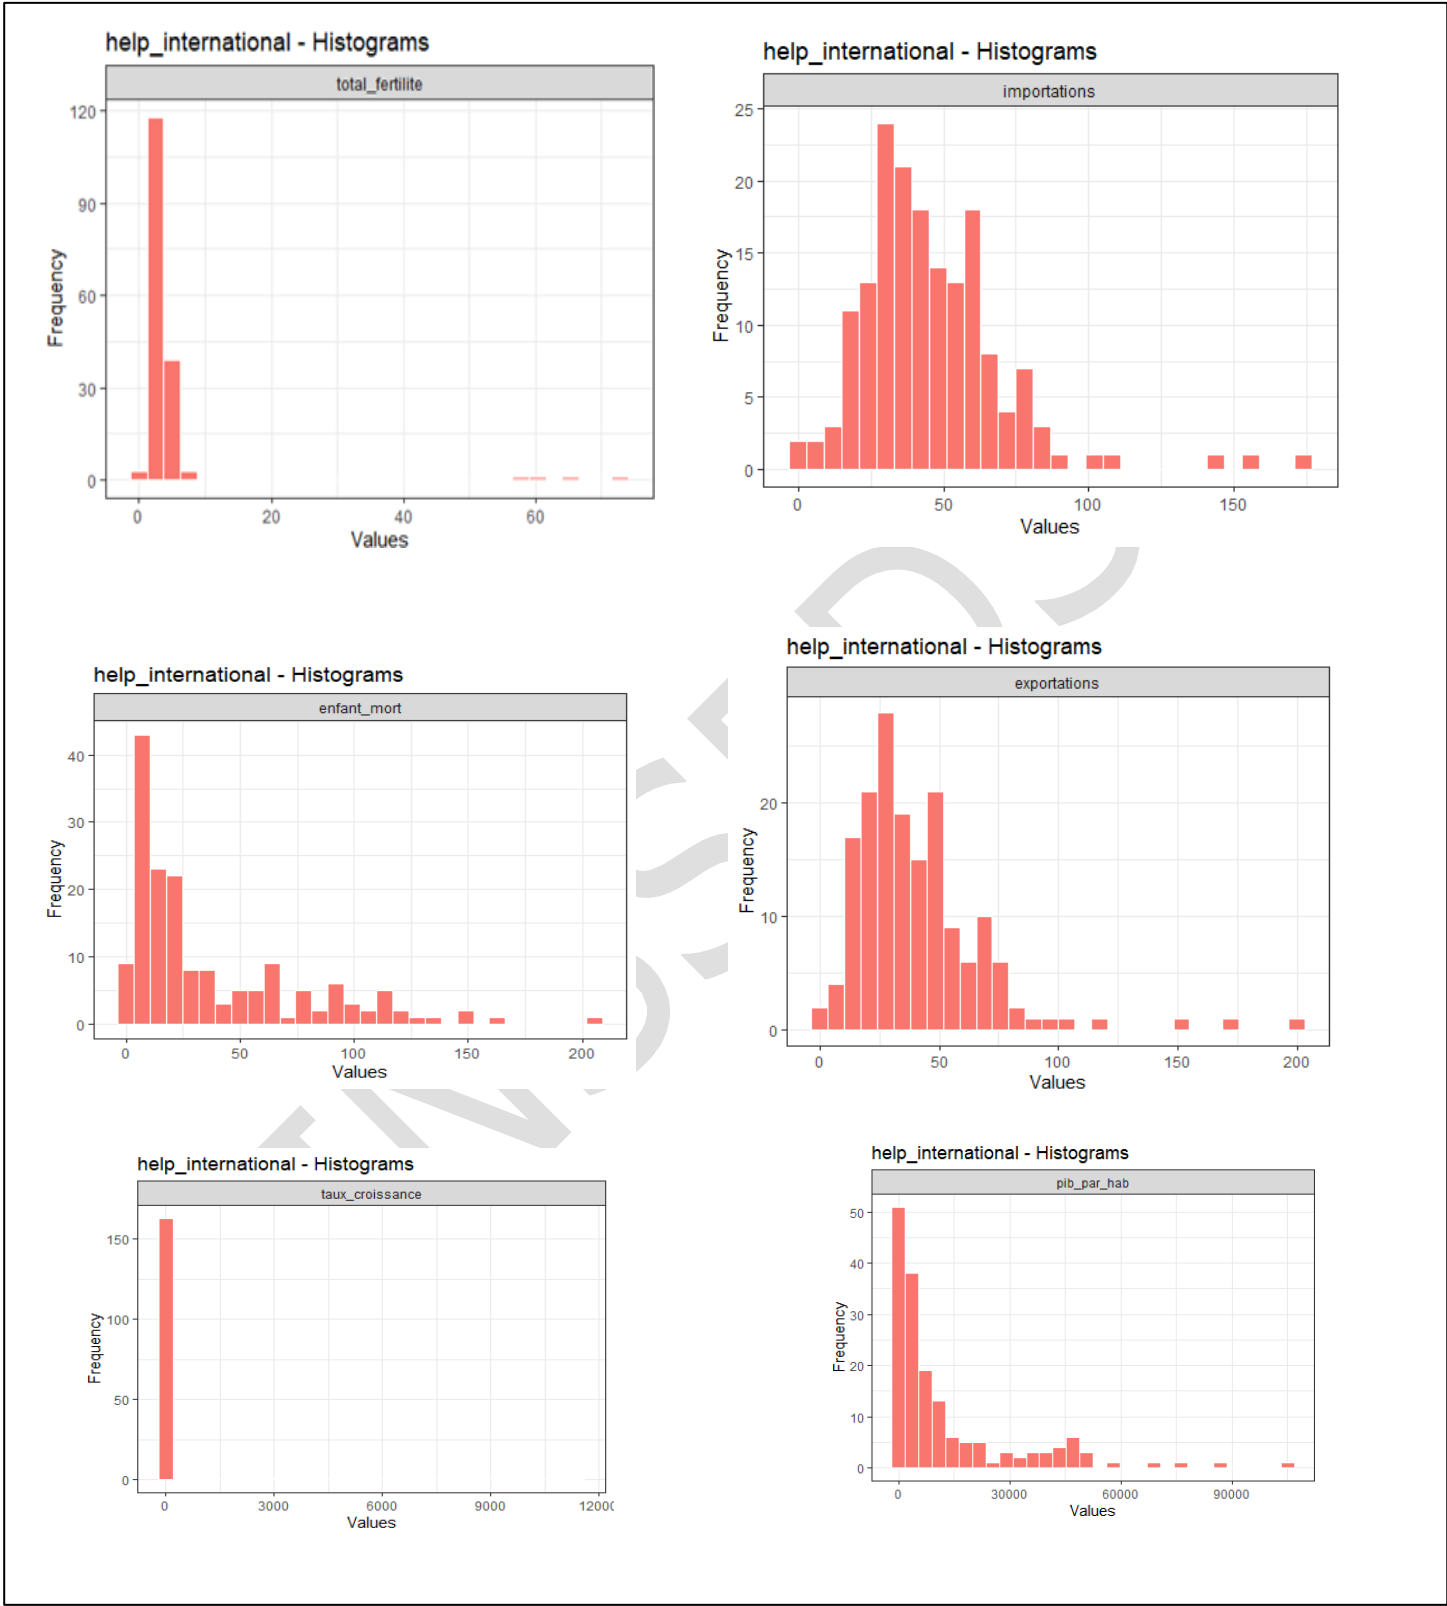 help_international - Histograms
total_fertilite
120
90
60
30
0
Frequency
0 20 40 60
Values
help_international - Histograms
importations
25
20
15
10
5
0
Frequency
0 50 100 150
Values
help_international - Histograms
enfant_mort
40
30
20
10
0
Frequency
0 50 100 150 200
Values
help_international - Histograms
exportations
20
10
0
Frequency
0 50 100 150 200
Values
help_international - Histograms
taux_croissance
150
100
50
0
Frequency
0 3000 6000 9000
Values
help_international - Histograms
pib_par_hab
50
40
30
20
10
0
Frequency
0 30000 60000 90000
Values